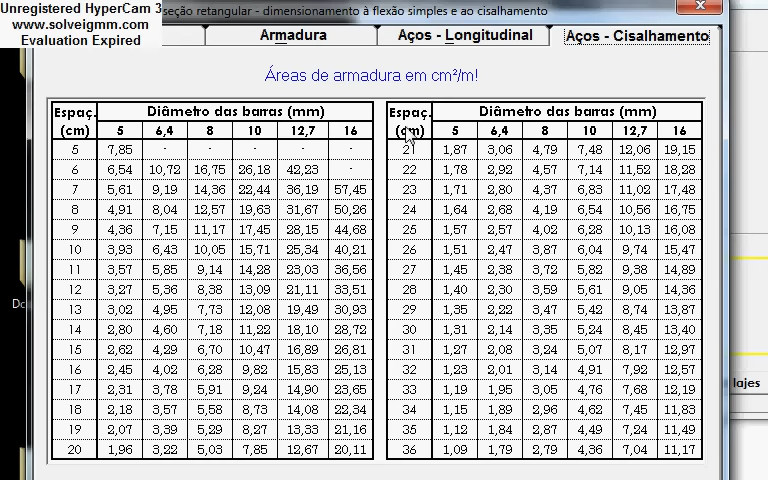 Unregistered HyperCam 3
www.solveigmm.com
Evaluation Expired
seção retangular - dimensionamento à flexão simples e ao cisalhamento
Armadura Aços - Longitudinal Aços - Cisalhamento
Áreas de armadura em cm²/m!
Espaç. Diâmetro das barras (mm) Espaç. Diâmetro das barras (mm)
(cm) 5 6,4 8 10 12,7 16 (cm) 5 6,4 8 10 12,7 16
5 7,85 - - - - - 21 1,87 3,06 4,79 7,48 12,06 19,15
6 6,54 10,72 16,75 26,18 42,23 - 22 1,78 2,92 4,57 7,14 11,52 18,28
7 5,61 9,19 14,36 22,44 36,19 57,45 23 1,71 2,80 4,37 6,83 11,02 17,48
8 4,91 8,04 12,57 19,63 31,67 50,26 24 1,64 2,68 4,19 6,54 10,56 16,75
9 4,36 7,15 11,17 17,45 28,15 44,68 25 1,57 2,57 4,02 6,28 10,13 16,08
10 3,93 6,43 10,05 15,71 25,34 40,21 26 1,51 2,47 3,87 6,04 9,74 15,47
11 3,57 5,85 9,14 14,28 23,03 36,56 27 1,45 2,38 3,72 5,82 9,38 14,89
12 3,27 5,36 8,38 13,09 21,11 33,51 28 1,40 2,30 3,59 5,61 9,05 14,36
13 3,02 4,95 7,73 12,08 19,49 30,93 29 1,35 2,22 3,47 5,42 8,74 13,87
14 2,80 4,60 7,18 11,22 18,10 28,72 30 1,31 2,14 3,35 5,24 8,45 13,40
15 2,62 4,29 6,70 10,47 16,89 26,81 31 1,27 2,08 3,24 5,07 8,17 12,97
16 2,45 4,02 6,28 9,82 15,83 25,13 32 1,23 2,01 3,14 4,91 7,92 12,57
17 2,31 3,78 5,91 9,24 14,90 23,65 33 1,19 1,95 3,05 4,76 7,68 12,19
18 2,18 3,57 5,58 8,73 14,08 22,34 34 1,15 1,89 2,96 4,62 7,45 11,83
19 2,07 3,39 5,29 8,27 13,33 21,16 35 1,12 1,84 2,87 4,49 7,24 11,49
20 1,96 3,22 5,03 7,85 12,67 20,11 36 1,09 1,79 2,79 4,36 7,04 11,17
lajes